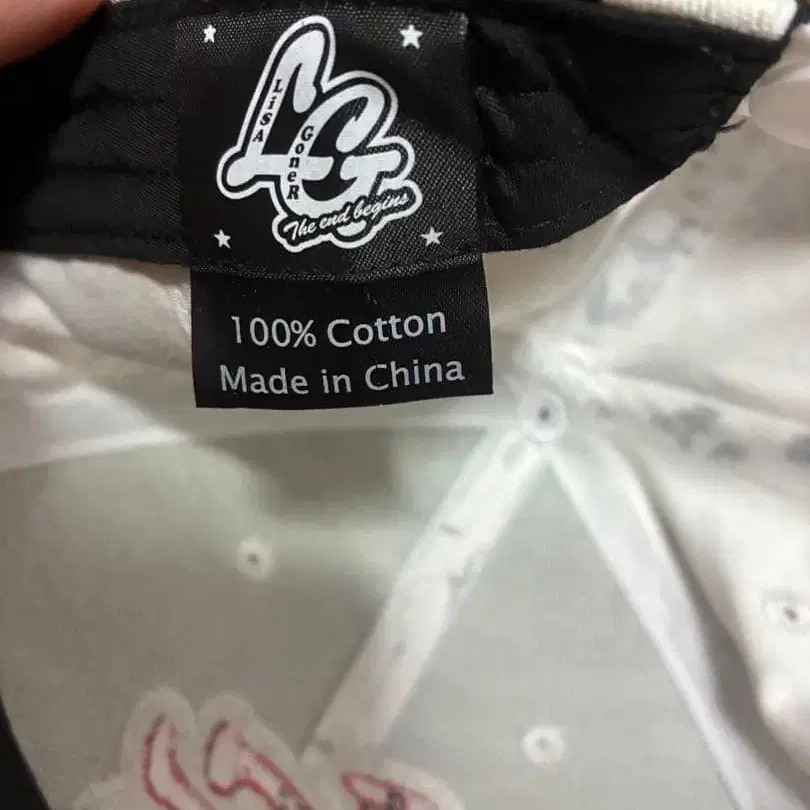 LG
LiSA
GoneR
The end begins
100% Cotton
Made in China